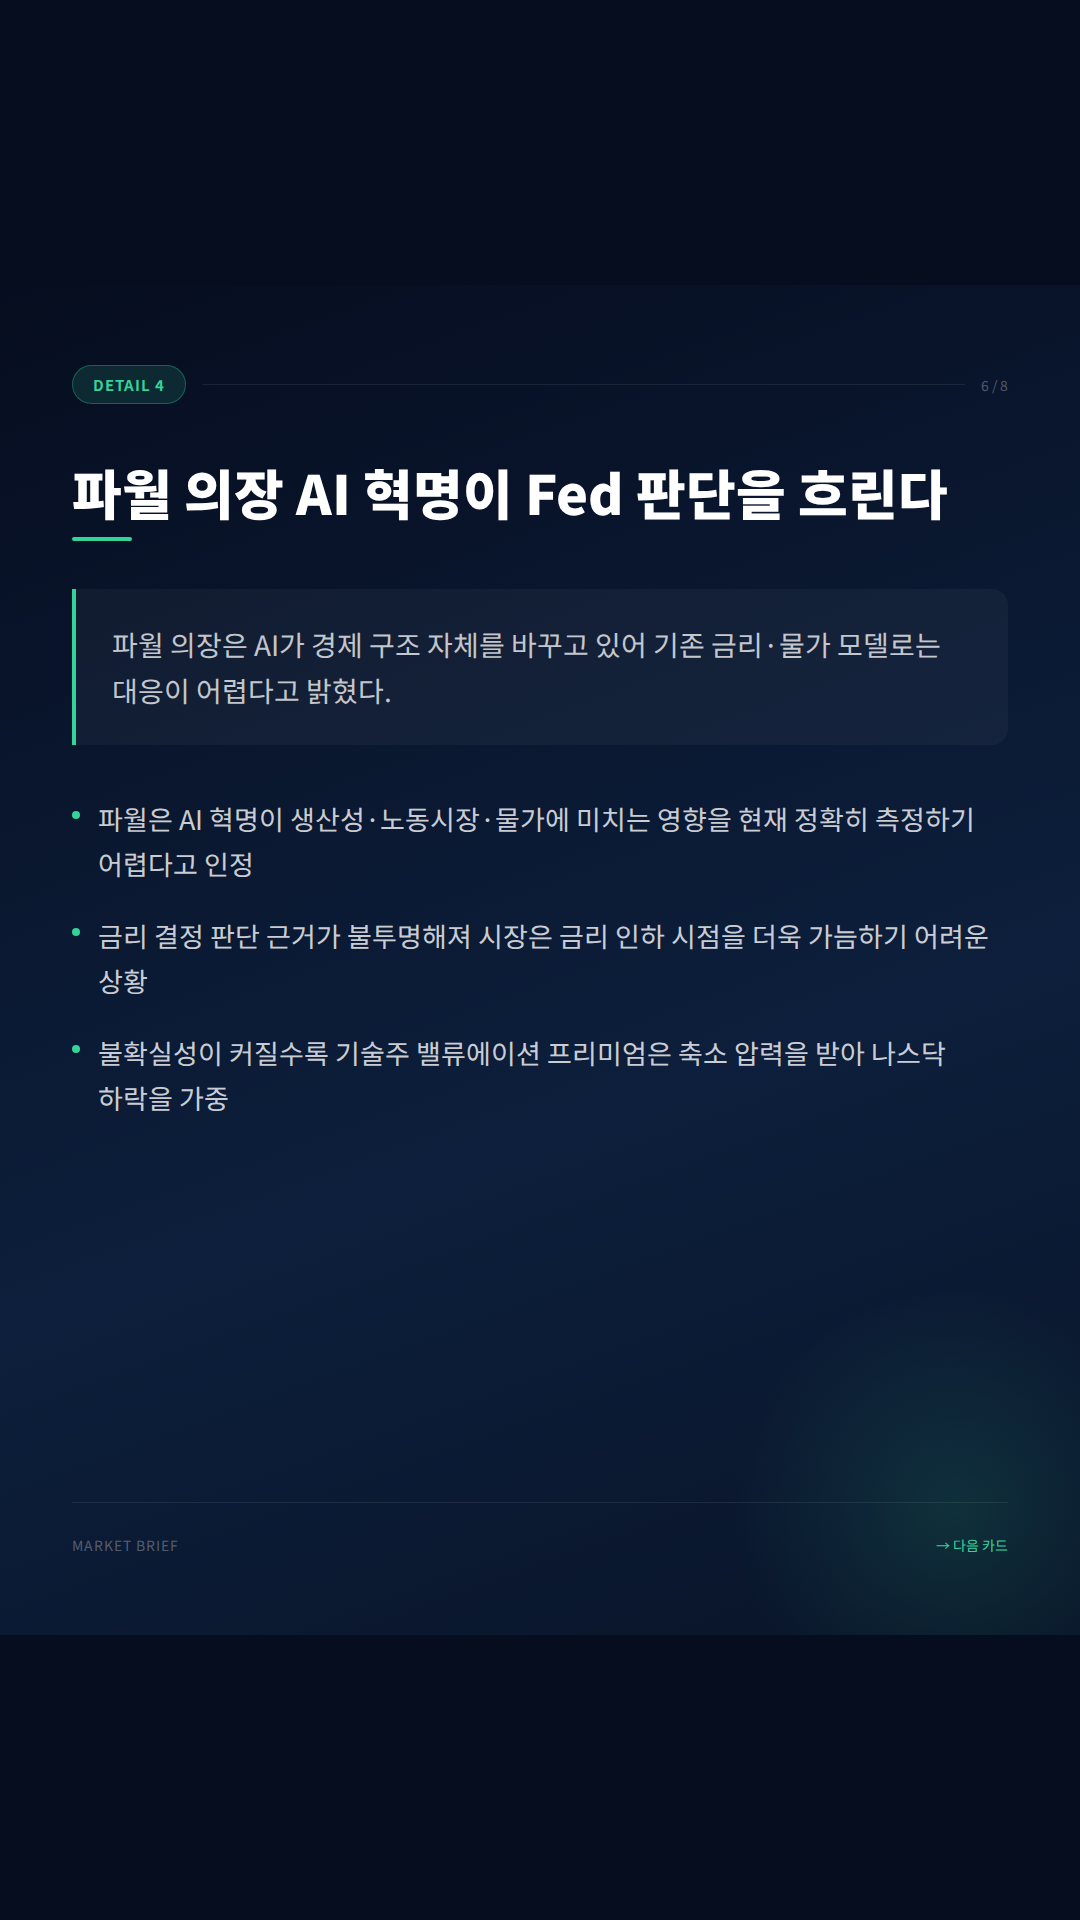 DETAIL 4
6 / 8
파월 의장 AI 혁명이 Fed 판단을 흐린다
파월 의장은 AI가 경제 구조 자체를 바꾸고 있어 기존 금리·물가 모델로는
대응이 어렵다고 밝혔다.
• 파월은 AI 혁명이 생산성·노동시장·물가에 미치는 영향을 현재 정확히 측정하기
어렵다고 인정
• 금리 결정 판단 근거가 불투명해져 시장은 금리 인하 시점을 더욱 가늠하기 어려운
상황
• 불확실성이 커질수록 기술주 밸류에이션 프리미엄은 축소 압력을 받아 나스닥
하락을 가중
MARKET BRIEF
→ 다음 카드